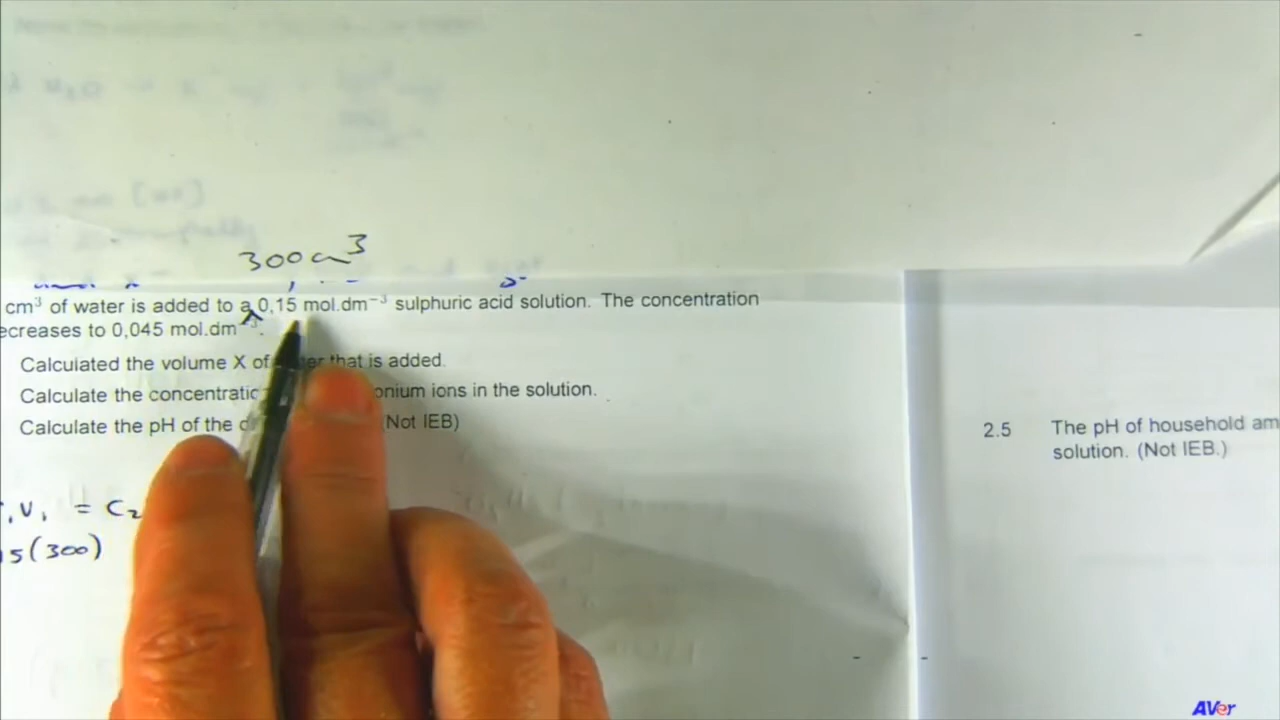 300cm³
cm³ of water is added to a 0,15 mol.dm⁻³ sulphuric acid solution. The concentration
ecreases to 0,045 mol.dm⁻³.
Calculated the volume X of water that is added.
Calculate the concentratio onium ions in the solution.
Calculate the pH of the d (Not IEB)
V₁ = C₂
15(300)
2.5 The pH of household am
solution. (Not IEB.)
AVer